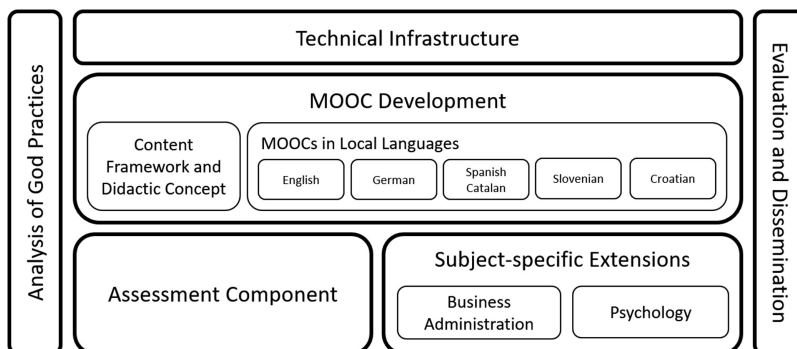 Analysis of God Practices
Technical Infrastructure
MOOC Development
Content
Framework and
Didactic Concept
MOOCs in Local Languages
English
German
Spanish
Catalan
Slovenian
Croatian
Assessment Component
Subject-specific Extensions
Business
Administration
Psychology
Evaluation and Dissemination